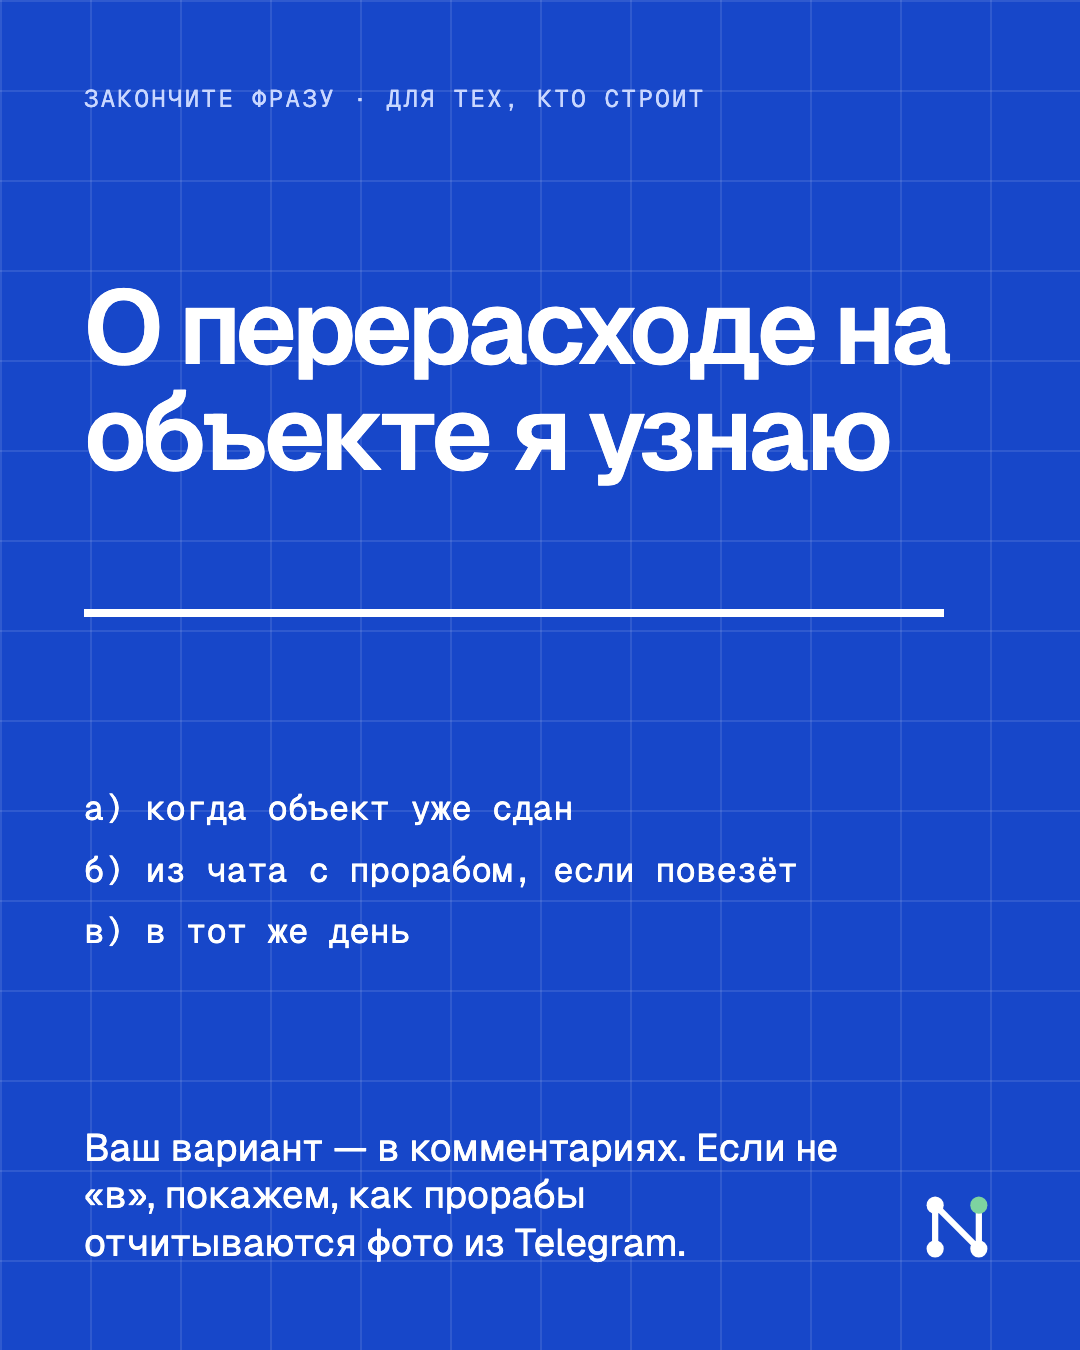 ЗАКОНЧИТЕ ФРАЗУ · ДЛЯ ТЕХ, КТО СТРОИТ
О перерасходе на
объекте я узнаю
а) когда объект уже сдан
б) из чата с прорабом, если повезёт
в) в тот же день
Ваш вариант — в комментариях. Если не
«в», покажем, как прорабы
отчитываются фото из Telegram.